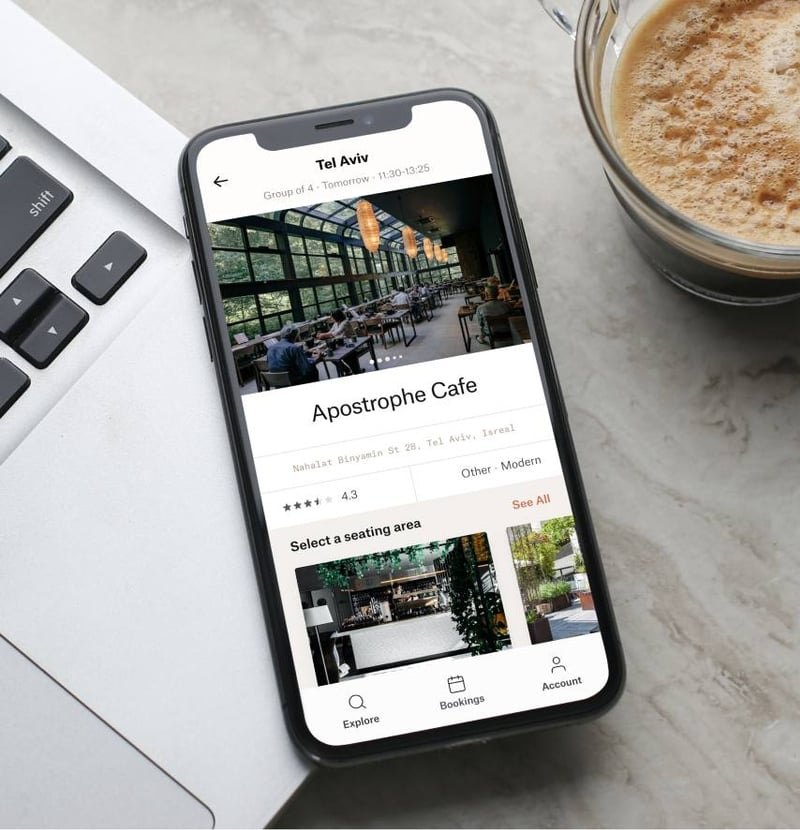 shift
Tel Aviv
Group of 4 · Tomorrow · 11:30-13:25
Apostrophe Cafe
Nahalat Binyamin St 28, Tel Aviv, Isreal
4.3
Other · Modern
Select a seating area
See All
Explore
Bookings
Account